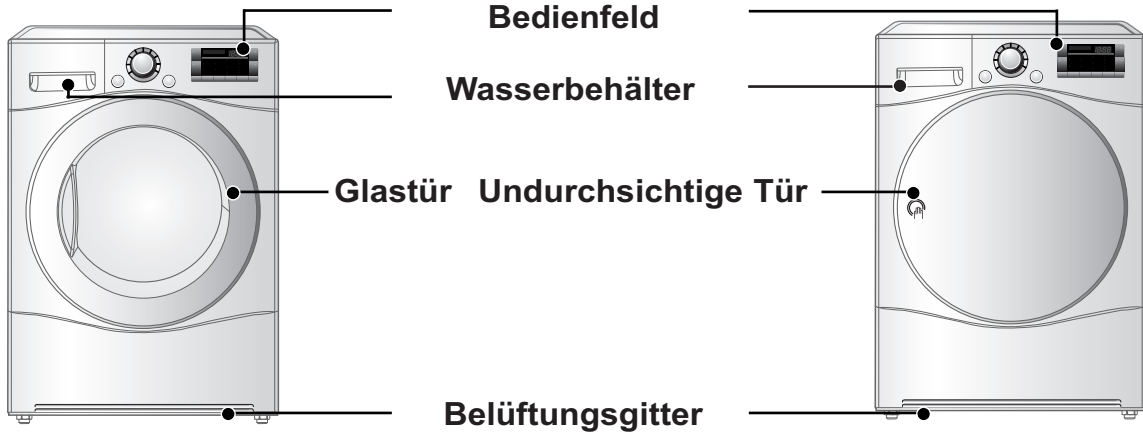 Bedienfeld
Wasserbehälter
Glastür Undurchsichtige Tür
Belüftungsgitter